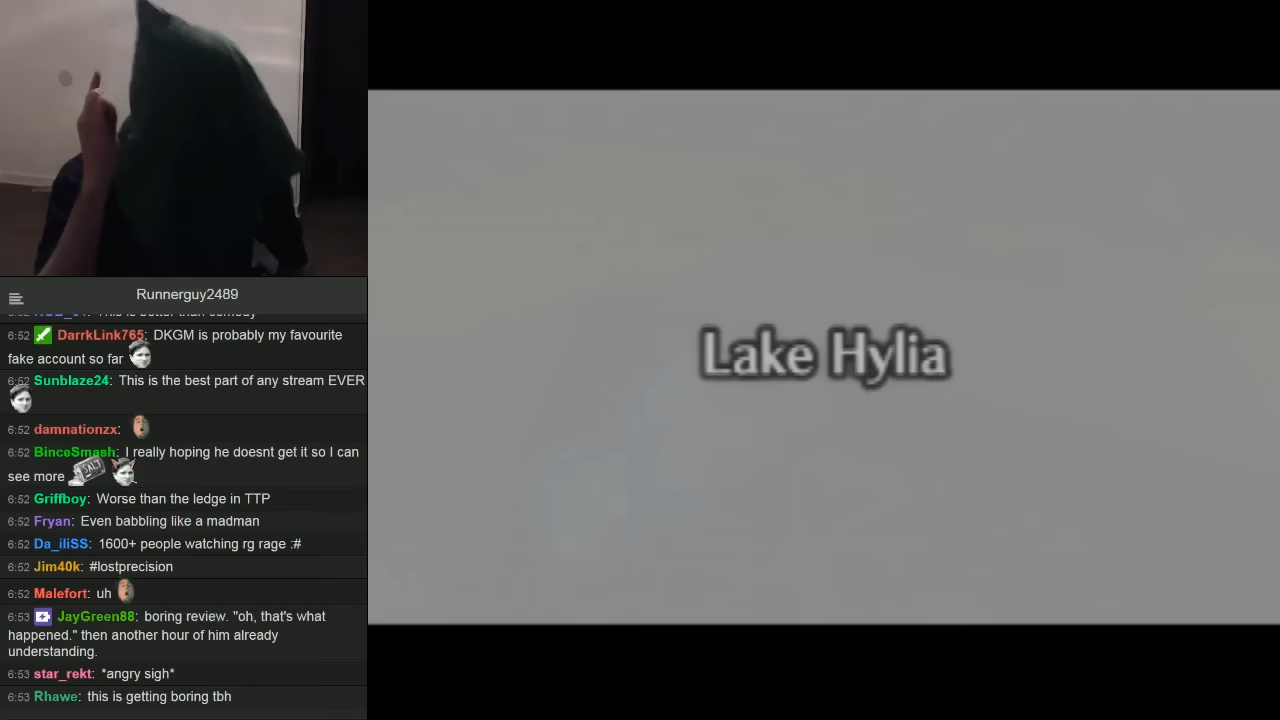 Runnerguy2489
6:52 DarrkLink765: DKGM is probably my favourite
fake account so far
6:52 Sunblaze24: This is the best part of any stream EVER
6:52 damnationzx:
6:52 BinceSmash: I really hoping he doesnt get it so I can
see more
6:52 Griffboy: Worse than the ledge in TTP
6:52 Fryan: Even babbling like a madman
6:52 Da_iliSS: 1600+ people watching rg rage :#
6:52 Jim40k: #lostprecision
6:52 Malefort: uh
6:53 JayGreen88: boring review. "oh, that's what
happened." then another hour of him already
understanding.
6:53 star_rekt: *angry sigh*
6:53 Rhawe: this is getting boring tbh
Lake Hylia